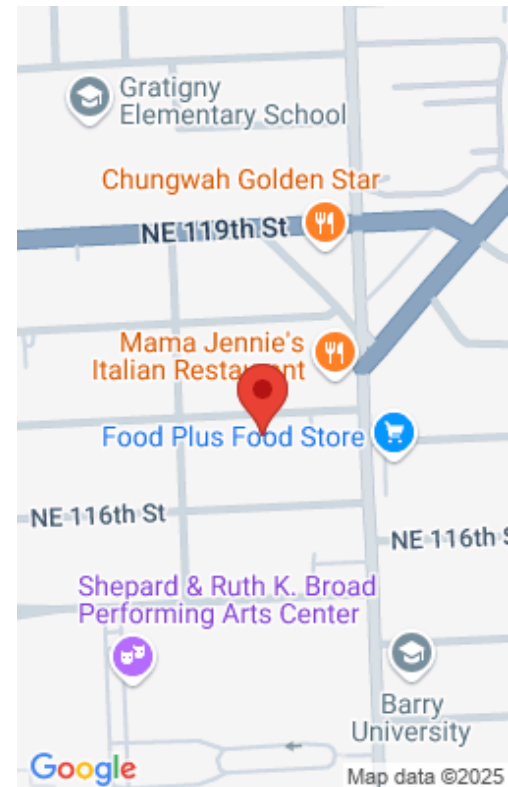 Gratigny
Elementary School
Chungwah Golden Star
NE 119th St
Mama Jennie's
Italian Restaurant
Food Plus Food Store
NE 116th St
NE 116th S
Shepard & Ruth K. Broad
Performing Arts Center
Barry
University
Google
Map data ©2025